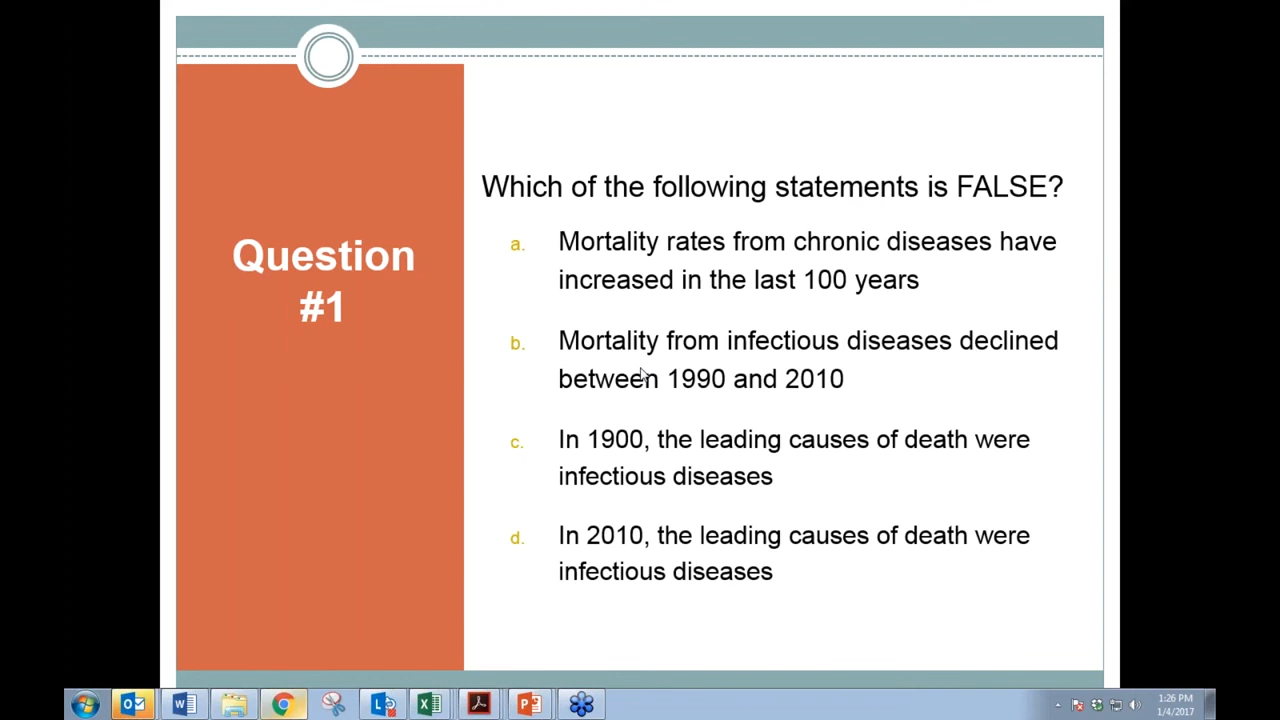 Question
#1
Which of the following statements is FALSE?
a. Mortality rates from chronic diseases have
increased in the last 100 years
b. Mortality from infectious diseases declined
between 1990 and 2010
c. In 1900, the leading causes of death were
infectious diseases
d. In 2010, the leading causes of death were
infectious diseases
1:26 PM
1/4/2017